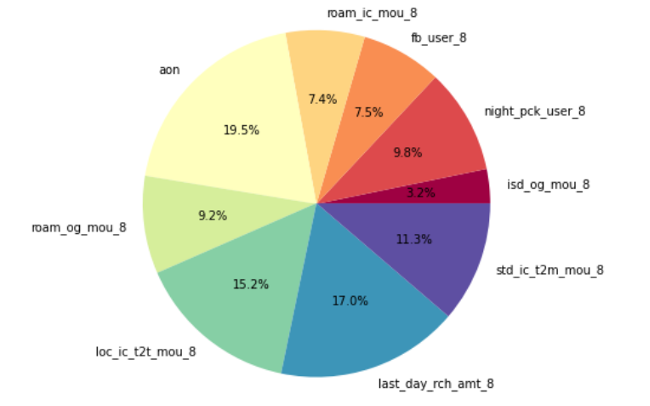 roam_ic_mou_8
fb_user_8
aon
7.4%
7.5%
night_pck_user_8
19.5%
9.8%
isd_og_mou_8
3.2%
9.2%
roam_og_mou_8
11.3%
std_ic_t2m_mou_8
15.2%
17.0%
loc_ic_t2t_mou_8
last_day_rch_amt_8